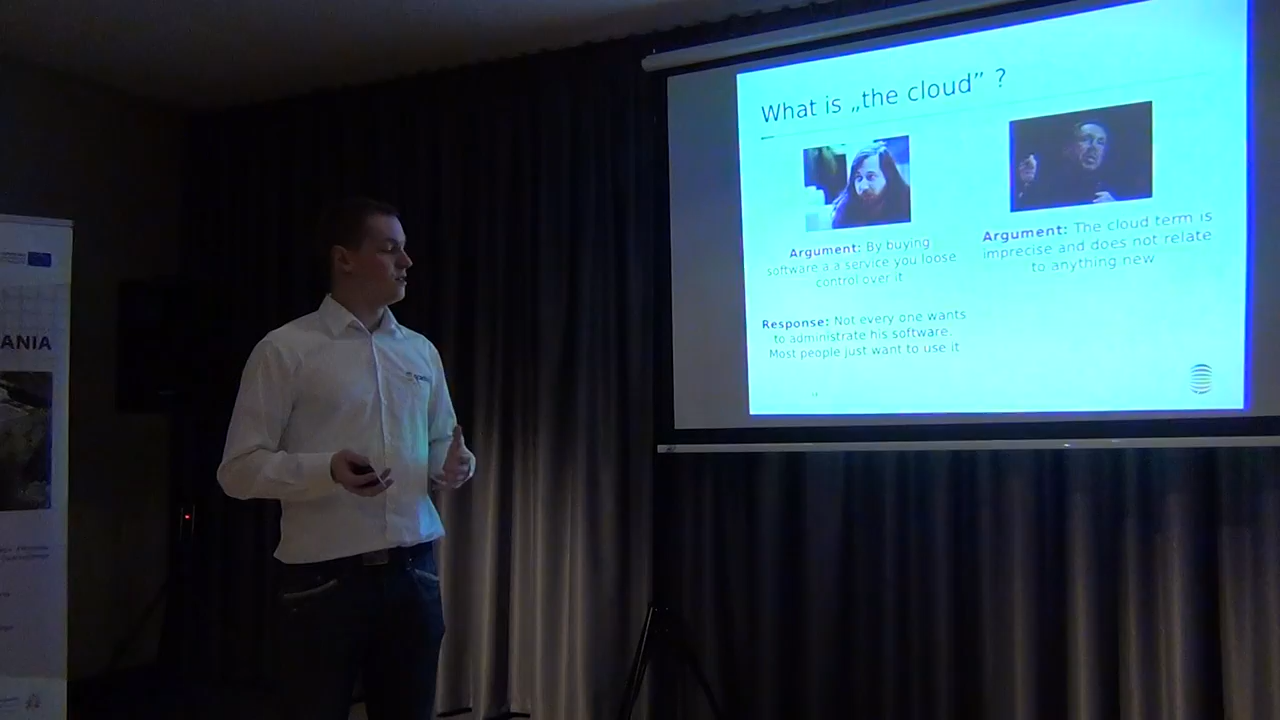 What is „the cloud” ?
Argument: By buying
software a a service you loose
control over it
Argument: The cloud term is
imprecise and does not relate
to anything new
Response: Not every one wants
to administrate his software.
Most people just want to use it
ANIA